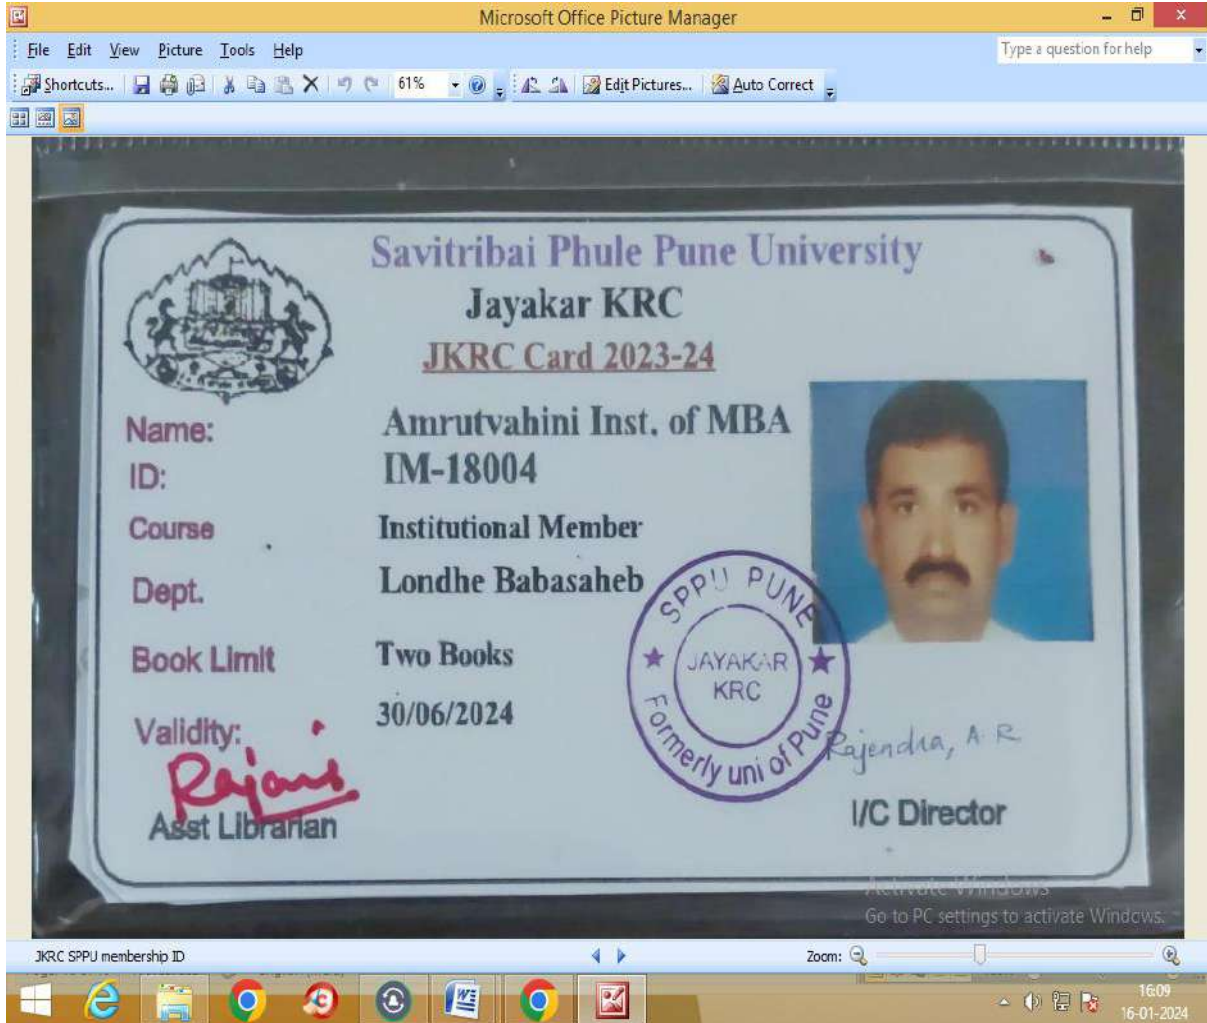 Microsoft Office Picture Manager
File Edit View Picture Tools Help
Type a question for help
Shortcuts... 61% Edit Pictures... Auto Correct
Savitribai Phule Pune University
Jayakar KRC
JKRC Card 2023-24
Name: Amrutvahini Inst. of MBA
ID: IM-18004
Course Institutional Member
Dept. Londhe Babasaheb
Book Limit Two Books
Validity: 30/06/2024
SPPU PUNE
JAYAKAR
KRC
Formerly uni of Pune
Rajani
Rajendra, A R
Asst Librarian
I/C Director
Activate Windows
Go to PC settings to activate Windows.
JKRC SPPU membership ID
Zoom:
16:09
16-01-2024